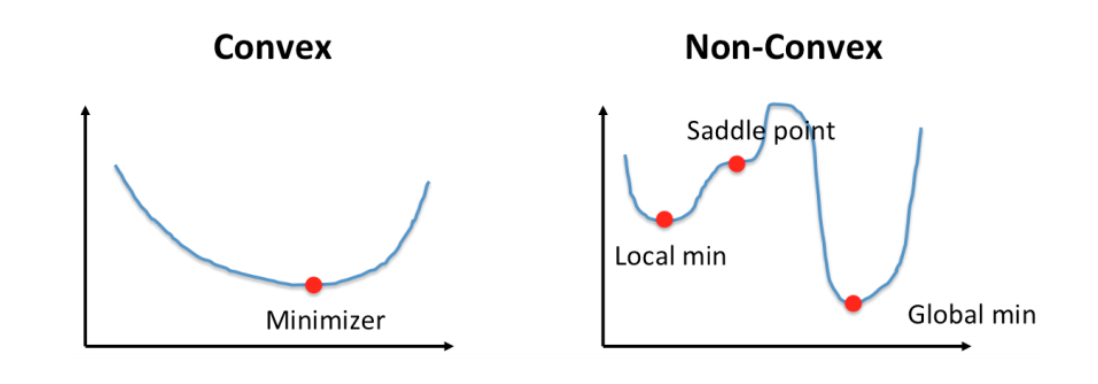 Convex
Non-Convex
Saddle point
Local min
Minimizer
Global min